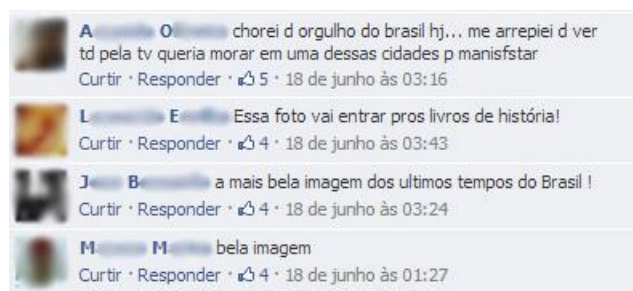 chorei d orgulho do brasil hj... me arrepiei d ver
td pela tv queria morar em uma dessas cidades p manisfstar
Curtir · Responder · 5 · 18 de junho às 03:16
Essa foto vai entrar pros livros de história!
Curtir · Responder · 4 · 18 de junho às 03:43
a mais bela imagem dos ultimos tempos do Brasil !
Curtir · Responder · 4 · 18 de junho às 03:24
bela imagem
Curtir · Responder · 4 · 18 de junho às 01:27